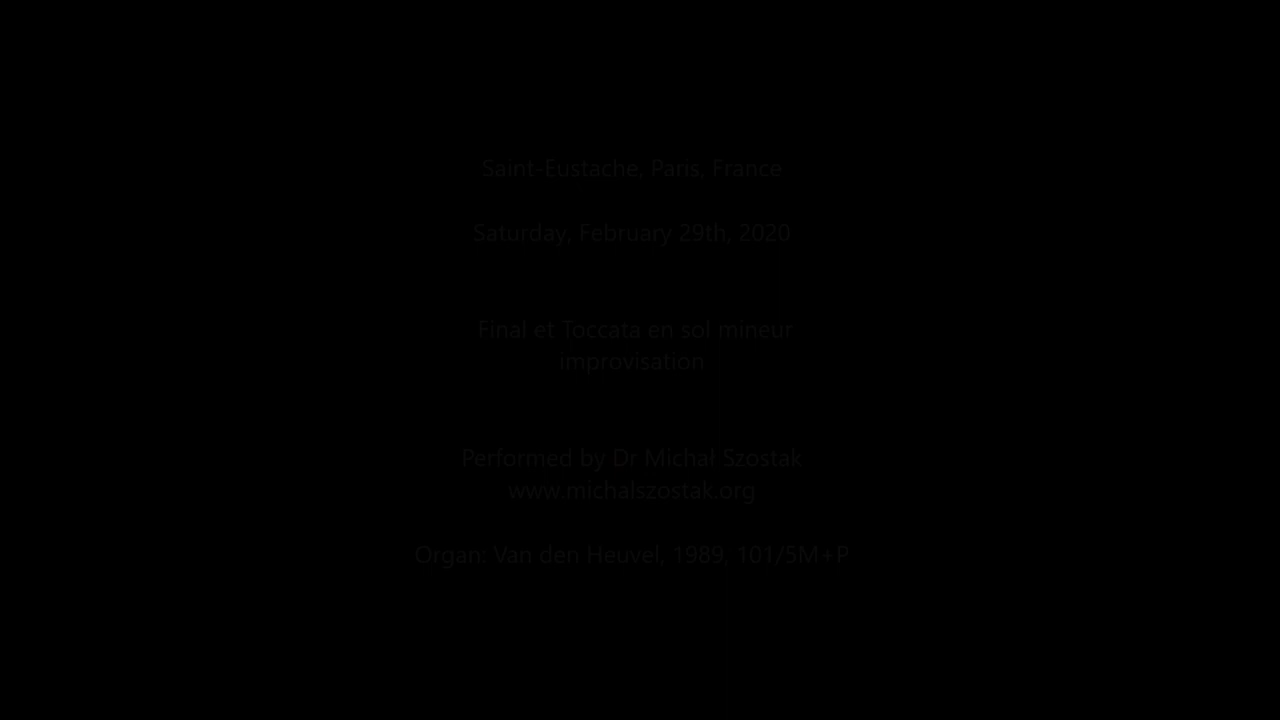 Saint-Eustache, Paris, France
Saturday, February 29th, 2020
Final et Toccata en sol mineur
improvisation
Performed by Dr Michał Szostak
www.michalszostak.org
Organ: Van den Heuvel, 1989, 101/5M+P